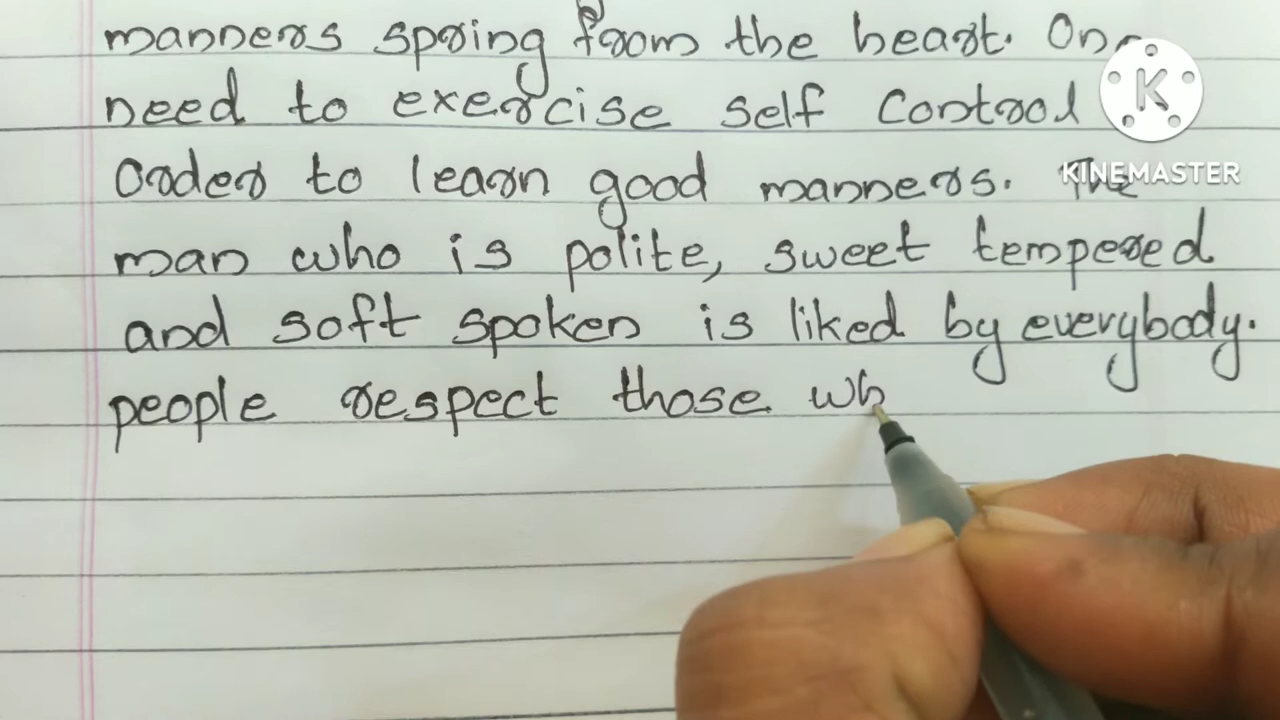 manners spring from the heart. One
need to exercise self control
order to learn good manners. The
man who is polite, sweet tempered
and soft spoken is liked by everybody.
people respect those wh
K
KINEMASTER